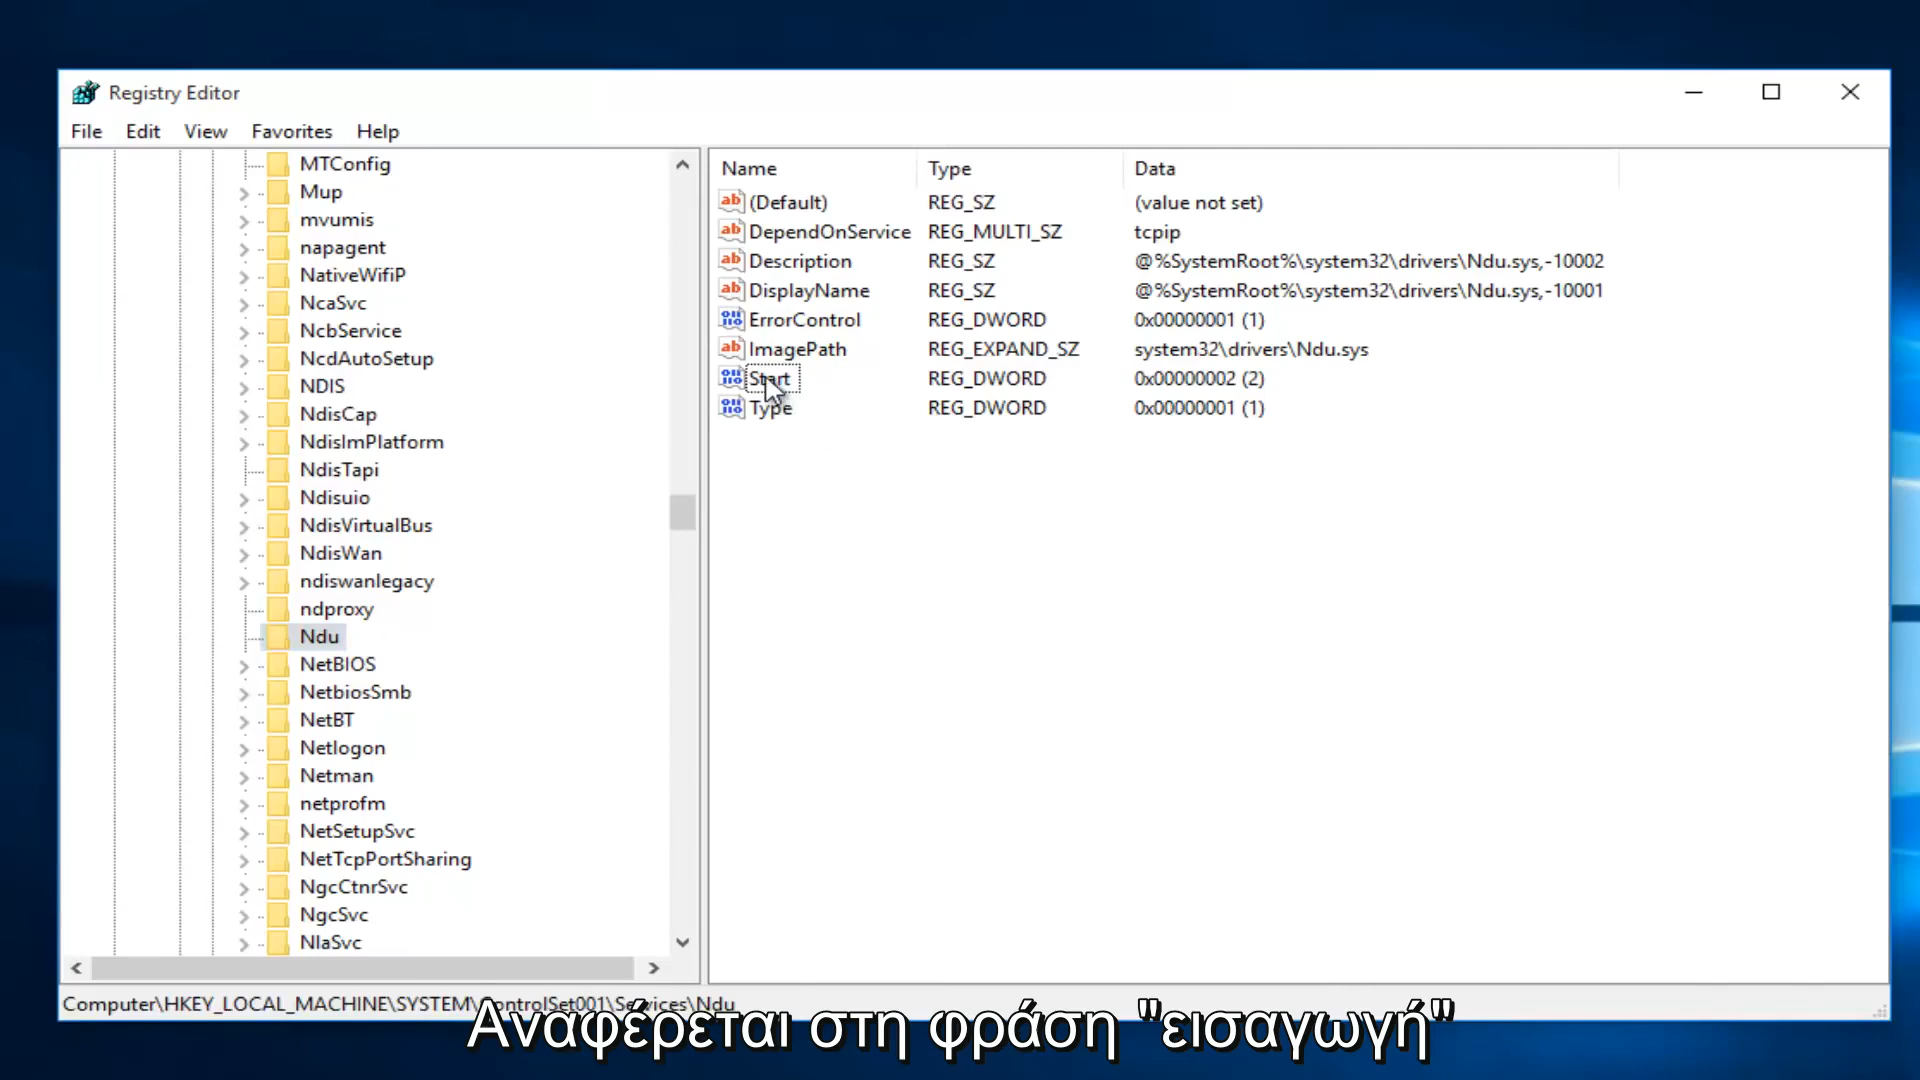 Registry Editor
File Edit View Favorites Help
MTConfig
Mup
mvumis
napagent
NativeWifiP
NcaSvc
NcbService
NcdAutoSetup
NDIS
NdisCap
NdisImPlatform
NdisTapi
Ndisuio
NdisVirtualBus
NdisWan
ndiswanlegacy
ndproxy
Ndu
NetBIOS
NetbiosSmb
NetBT
Netlogon
Netman
netprofm
NetSetupSvc
NetTcpPortSharing
NgcCtnrSvc
NgcSvc
NlaSvc
Name Type Data
(Default) REG_SZ (value not set)
DependOnService REG_MULTI_SZ tcpip
Description REG_SZ @%SystemRoot%\system32\drivers\Ndu.sys,-10002
DisplayName REG_SZ @%SystemRoot%\system32\drivers\Ndu.sys,-10001
ErrorControl REG_DWORD 0x00000001 (1)
ImagePath REG_EXPAND_SZ system32\drivers\Ndu.sys
Start REG_DWORD 0x00000002 (2)
Type REG_DWORD 0x00000001 (1)
Computer\HKEY_LOCAL_MACHINE\SYSTEM\ControlSet001\Services\Ndu
Αναφέρεται στη φράση "εισαγωγή"